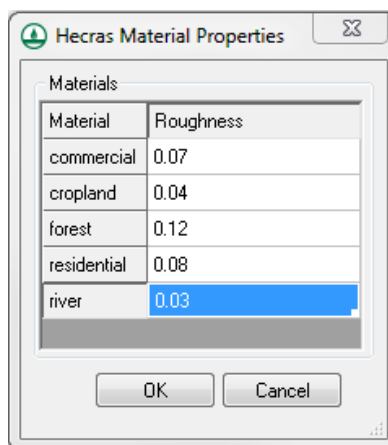 Hecras Material Properties
Materials
Material Roughness
commercial 0.07
cropland 0.04
forest 0.12
residential 0.08
river 0.03
OK Cancel